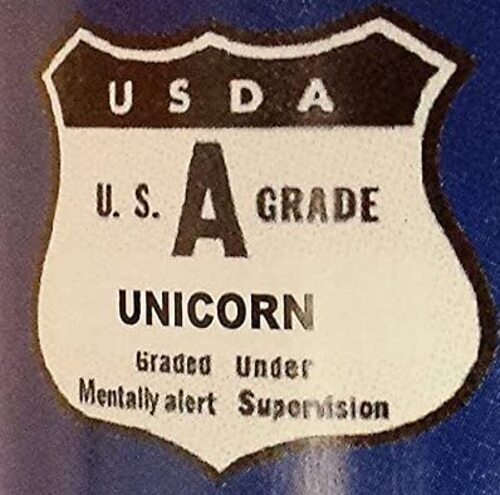 USDA
U. S. A GRADE
UNICORN
Graded Under
Mentally alert Supervision